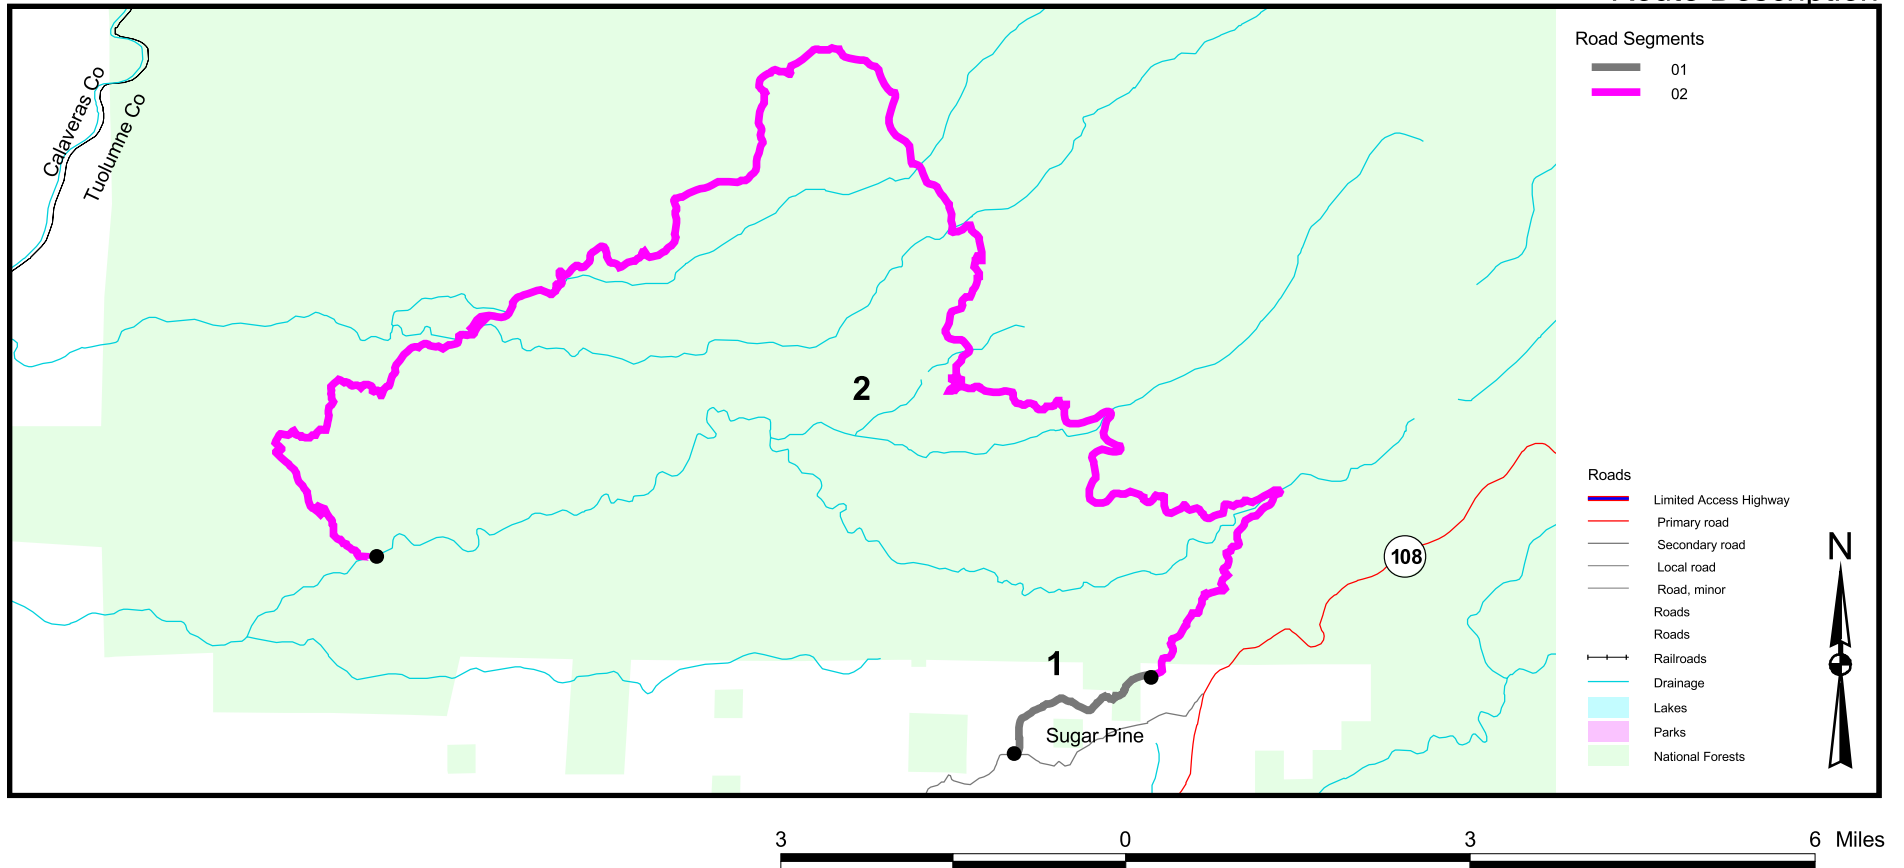 Road Segments
01
02
Calaveras Co
Tuolumne Co
2
108
1
Sugar Pine
Roads
Limited Access Highway
Primary road
Secondary road
Local road
Road, minor
Roads
Roads
Railroads
Drainage
Lakes
Parks
National Forests
N
3 0 3 6 Miles